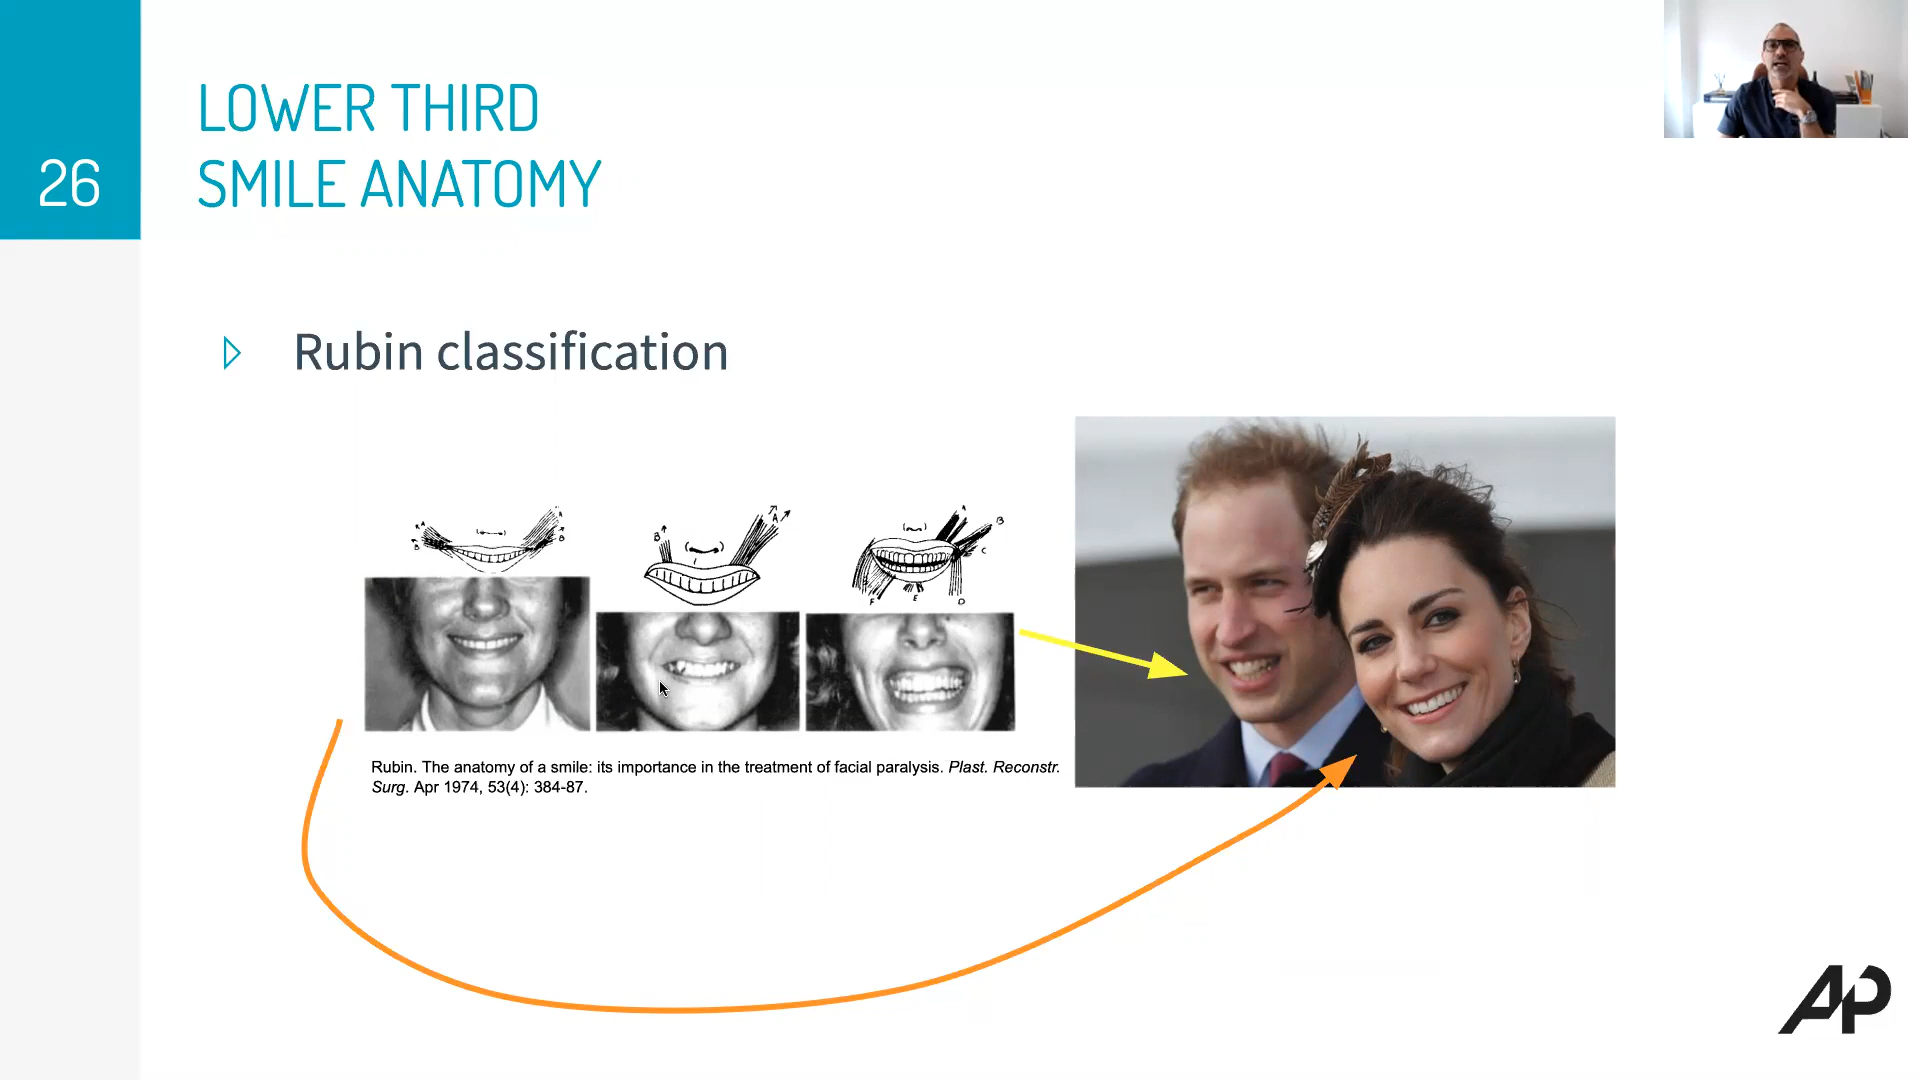 26
LOWER THIRD
SMILE ANATOMY
Rubin classification
Rubin. The anatomy of a smile: its importance in the treatment of facial paralysis. Plast. Reconstr.
Surg. Apr 1974, 53(4): 384-87.
AP